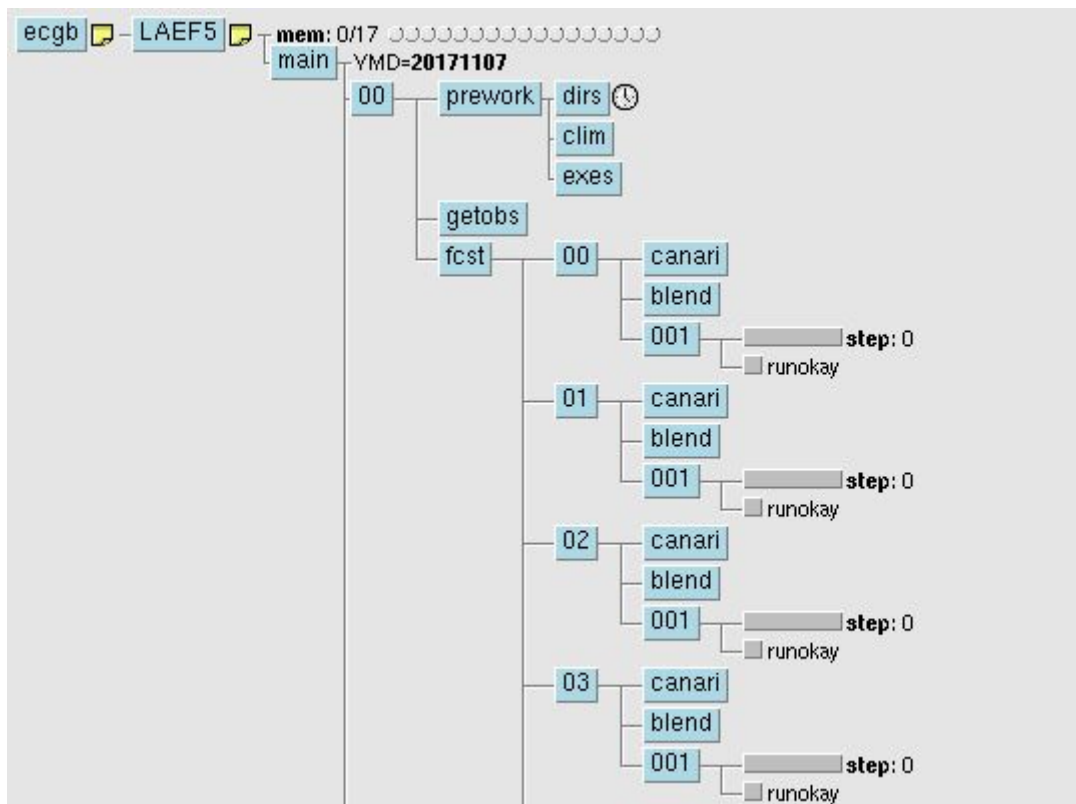 ecgb LAEF5 mem: 0/17
main YMD=20171107
00 prework dirs
clim
exes
getobs
fcst 00 canari
blend
001 step: 0
runokay
01 canari
blend
001 step: 0
runokay
02 canari
blend
001 step: 0
runokay
03 canari
blend
001 step: 0
runokay